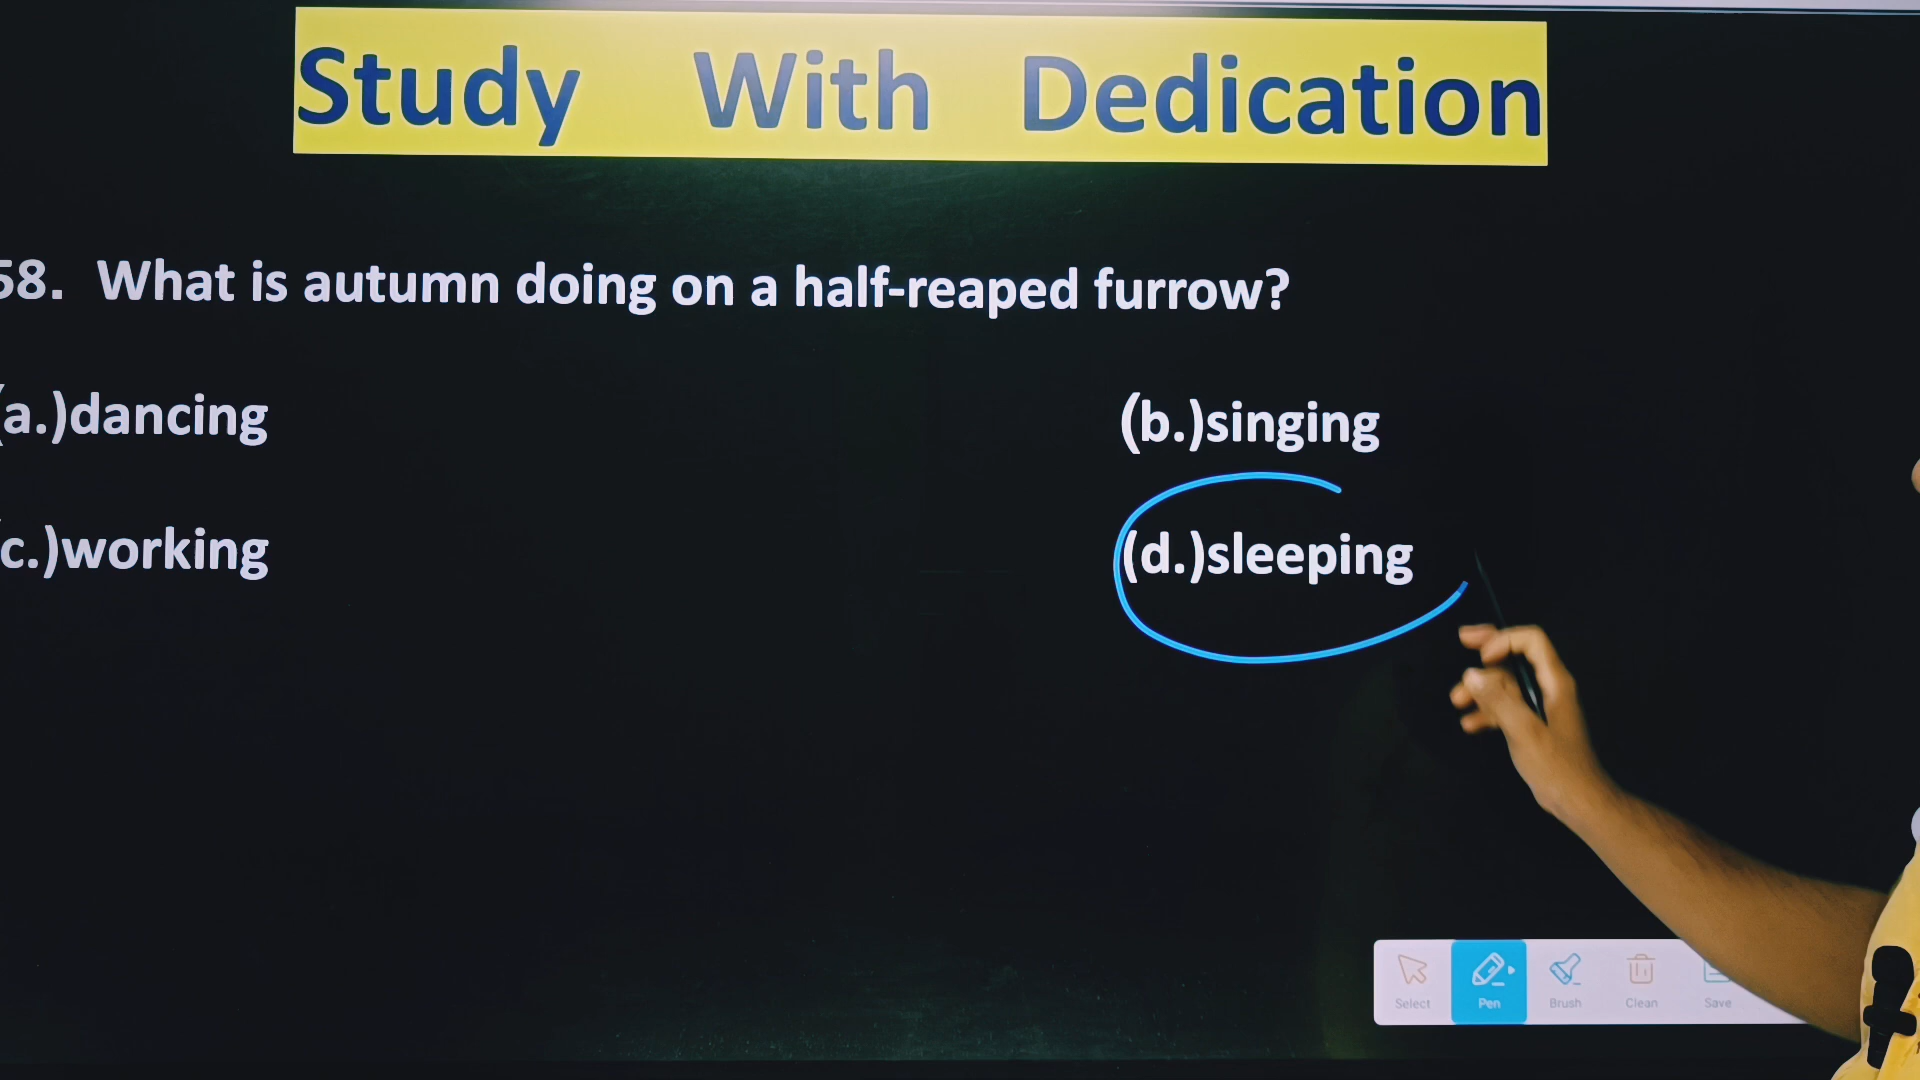 Study With Dedication
58. What is autumn doing on a half-reaped furrow?
(a.)dancing
(b.)singing
(c.)working
(d.)sleeping
Select Pen Brush Clean Save